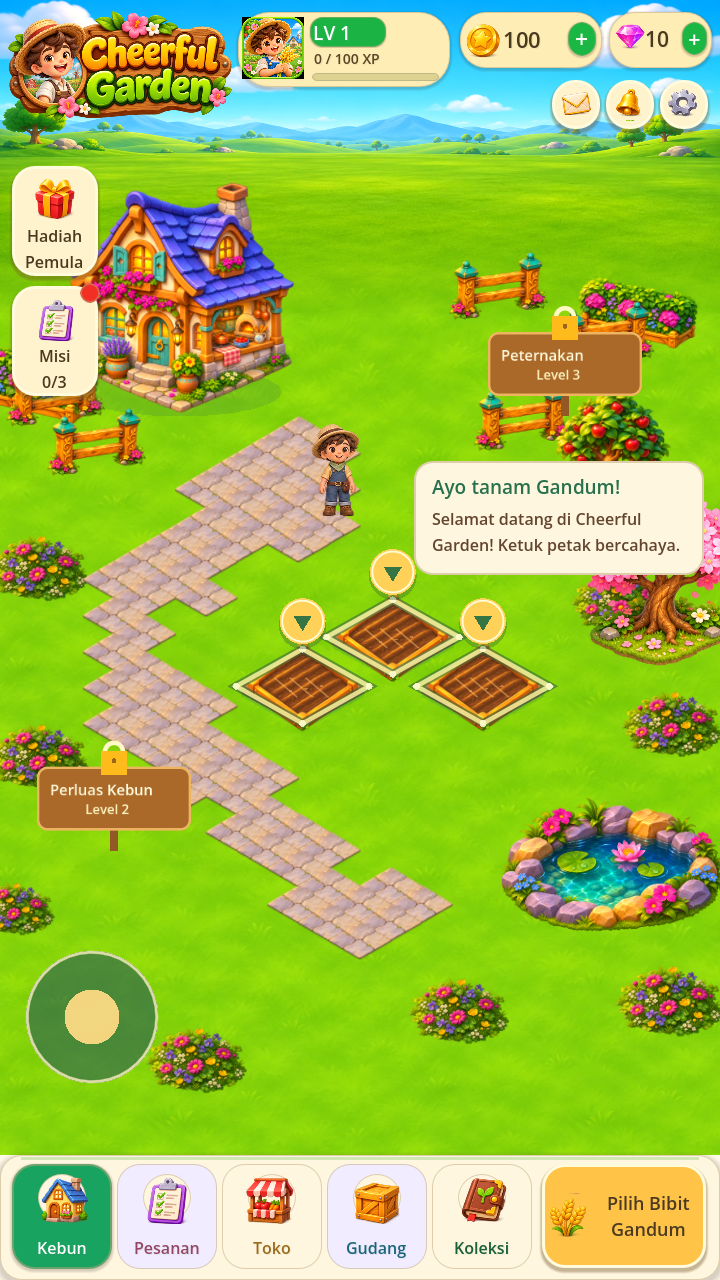 Cheerful
Garden
LV 1
0 / 100 XP
100
+
10
+
Hadiah
Pemula
Misi
0/3
Peternakan
Level 3
Ayo tanam Gandum!
Selamat datang di Cheerful
Garden! Ketuk petak bercahaya.
Perluas Kebun
Level 2
Kebun
Pesanan
Toko
Gudang
Koleksi
Pilih Bibit
Gandum